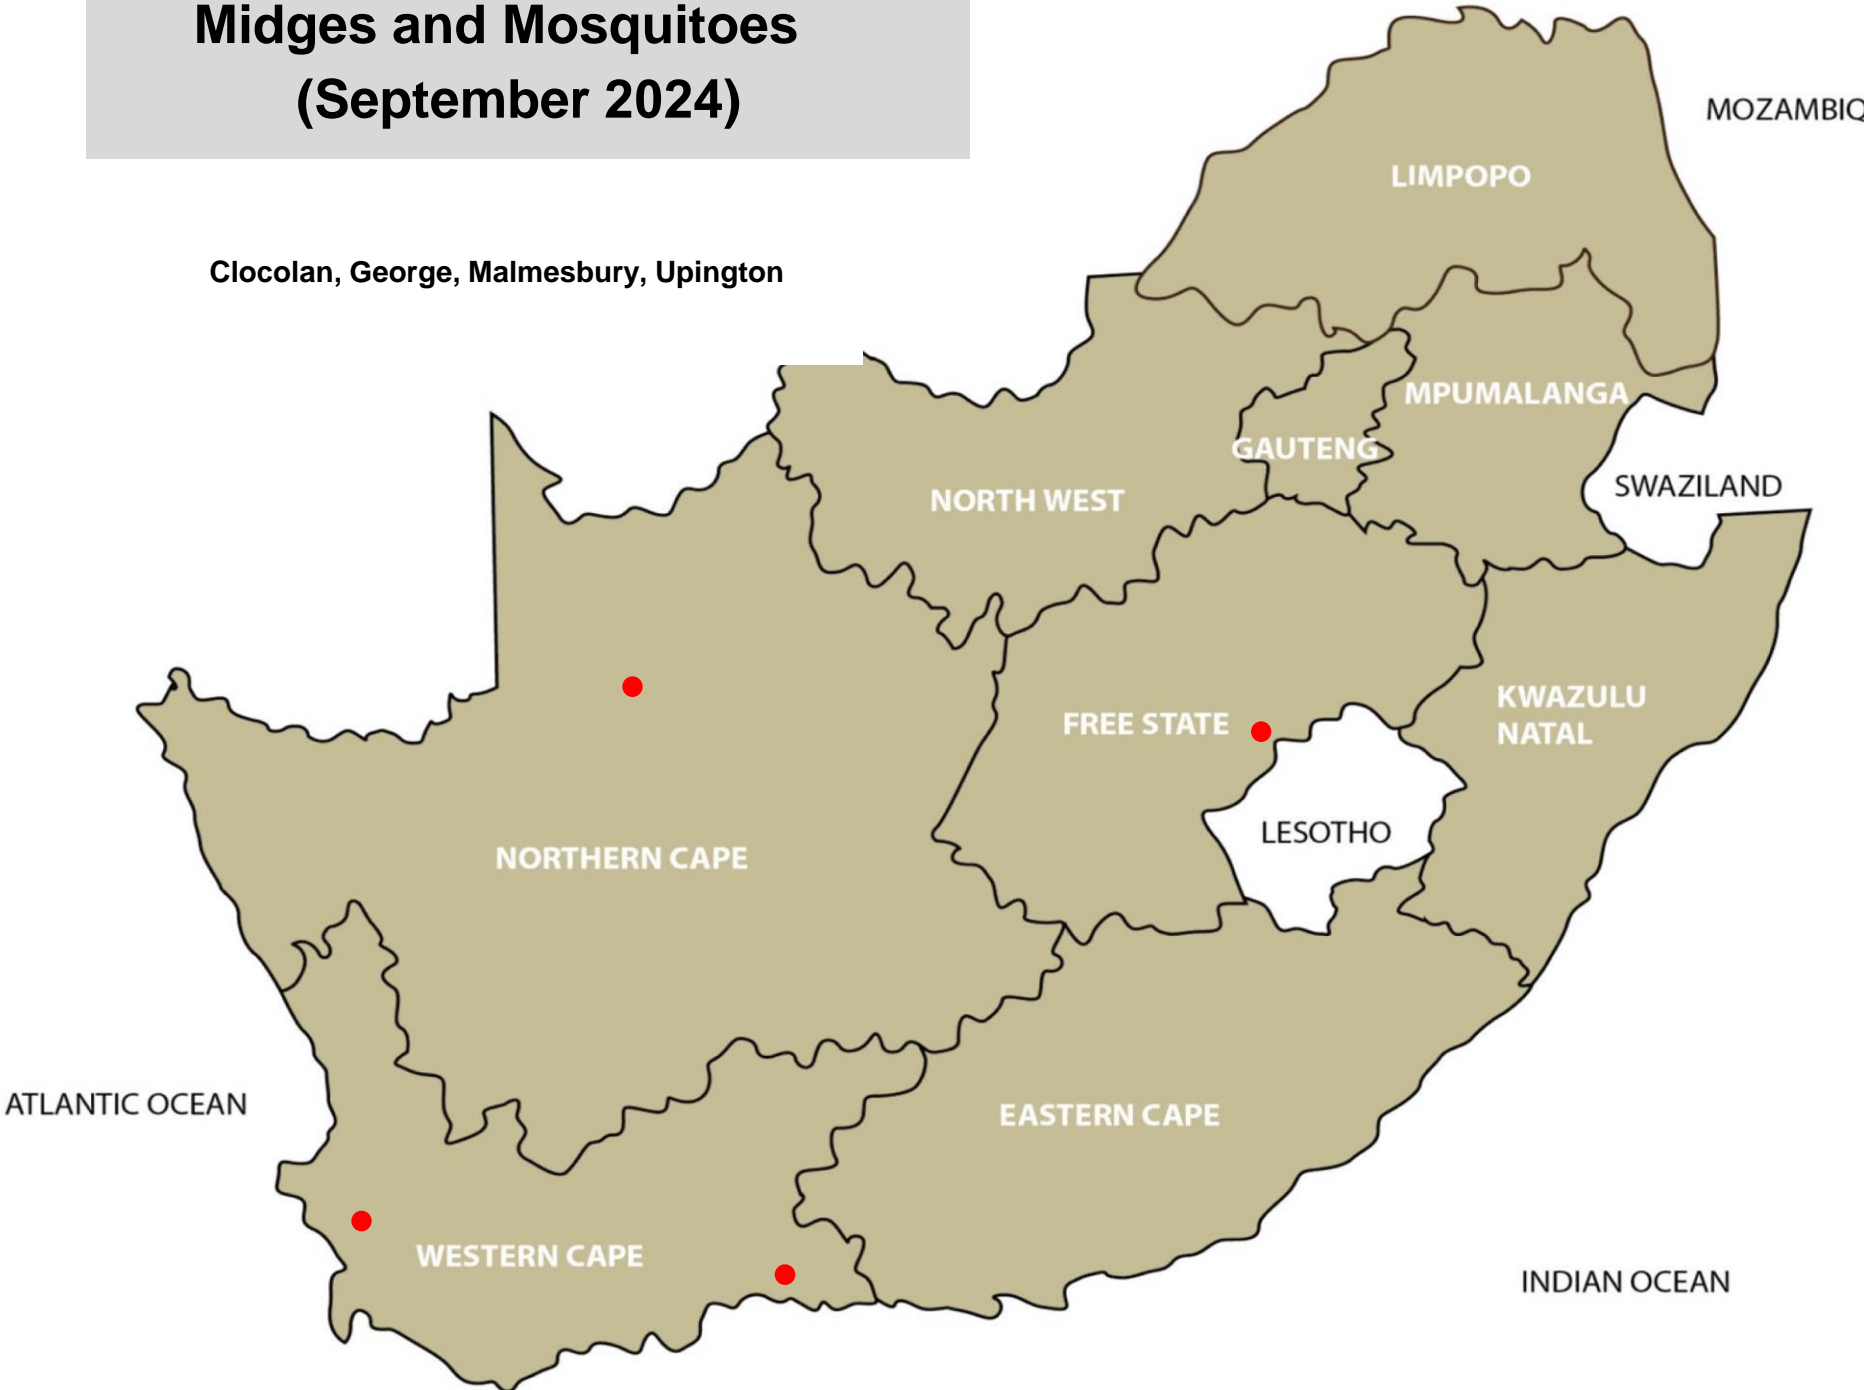 Midges and Mosquitoes
(September 2024)
MOZAMBIQ
LIMPOPO
Clocolan, George, Malmesbury, Upington
MPUMALANGA
GAUTENG
SWAZILAND
NORTH WEST
KWAZULU
NATAL
FREE STATE
LESOTHO
NORTHERN CAPE
ATLANTIC OCEAN
EASTERN CAPE
WESTERN CAPE
INDIAN OCEAN